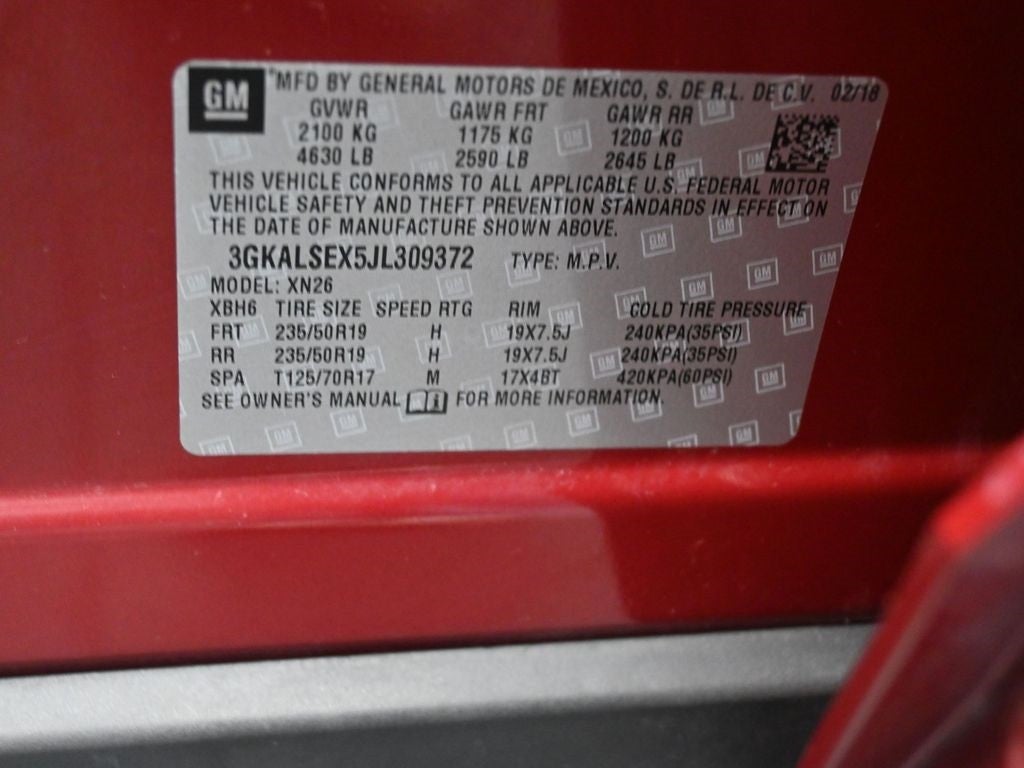 GM MFD BY GENERAL MOTORS DE MEXICO, S. DE R.L. DE C.V. 02/18
GVWR GAWR FRT GAWR RR
2100 KG 1175 KG 1200 KG
4630 LB 2590 LB 2645 LB
THIS VEHICLE CONFORMS TO ALL APPLICABLE U.S. FEDERAL MOTOR
VEHICLE SAFETY AND THEFT PREVENTION STANDARDS IN EFFECT ON
THE DATE OF MANUFACTURE SHOWN ABOVE.
3GKALSEX5JL309372 TYPE: M.P.V.
MODEL: XN26
XBH6 TIRE SIZE SPEED RTG RIM COLD TIRE PRESSURE
FRT 235/50R19 H 19X7.5J 240KPA(35PSI)
RR 235/50R19 H 19X7.5J 240KPA(35PSI)
SPA T125/70R17 M 17X4BT 420KPA(60PSI)
SEE OWNER'S MANUAL i FOR MORE INFORMATION.